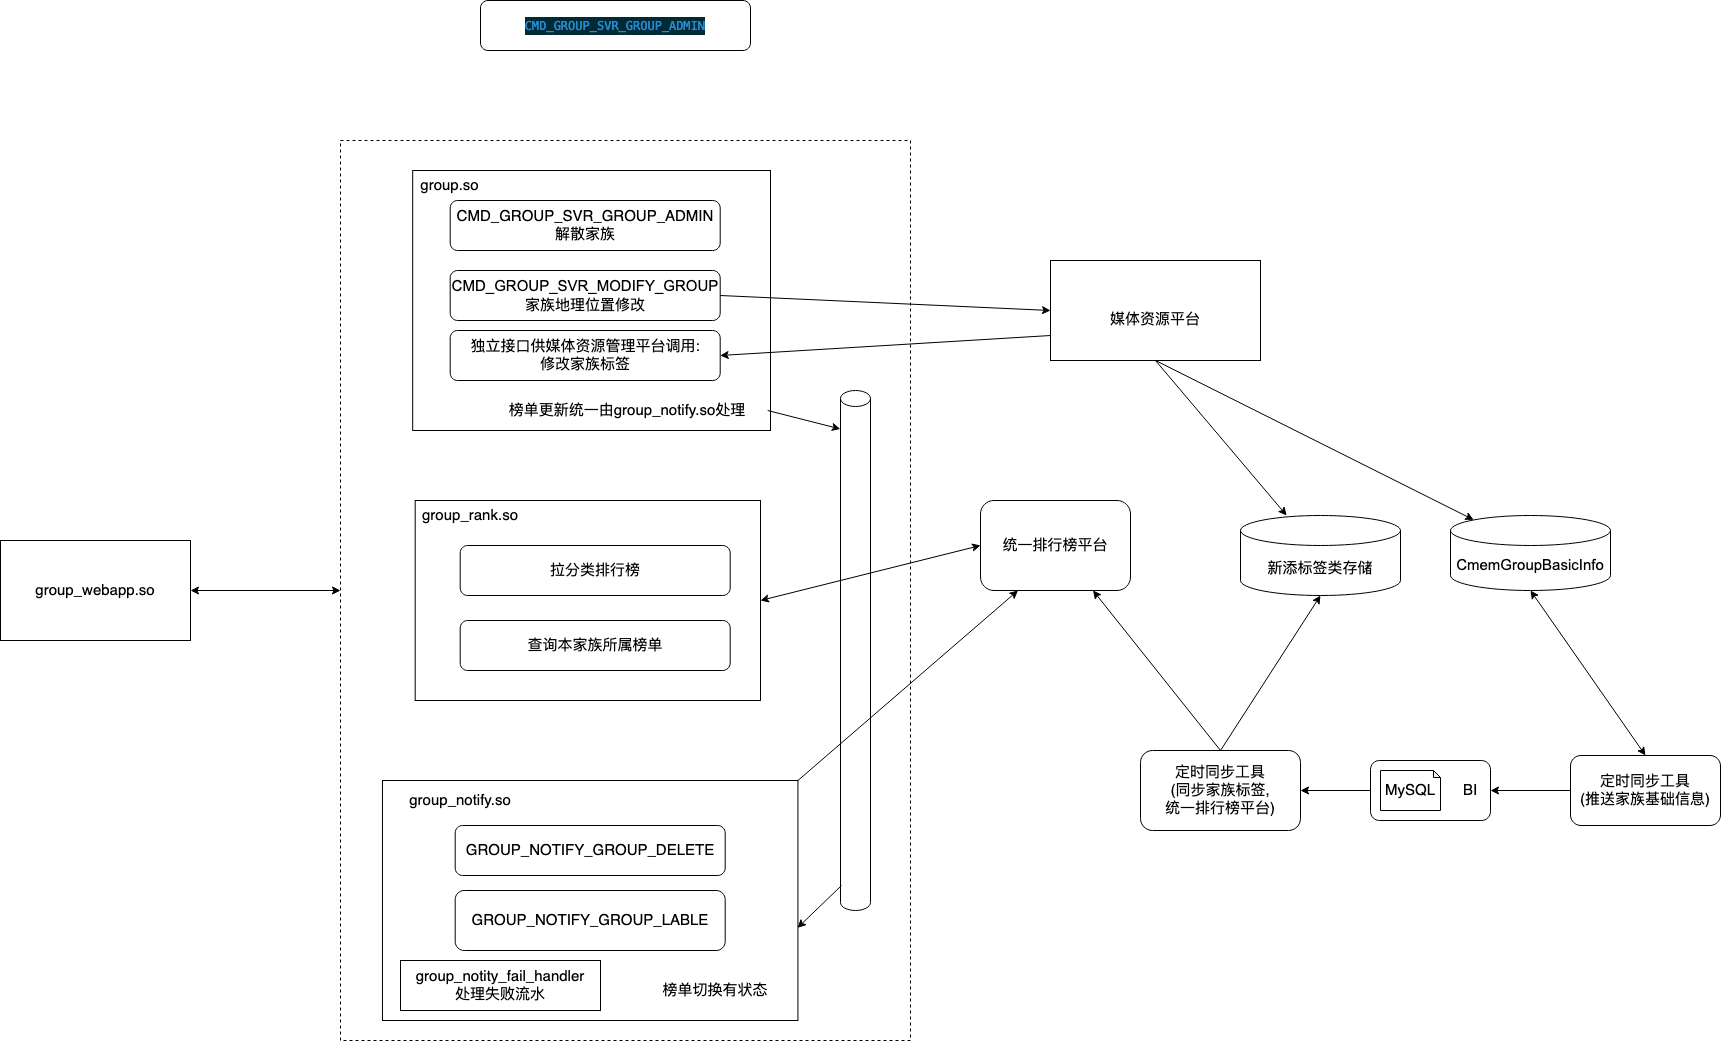 CMD_GROUP_SVR_GROUP_ADMIN
group.so
CMD_GROUP_SVR_GROUP_ADMIN
解散家族
CMD_GROUP_SVR_MODIFY_GROUP
家族地理位置修改
独立接口供媒体资源管理平台调用:
修改家族标签
榜单更新统一由group_notify.so处理
媒体资源平台
group_rank.so
拉分类排行榜
查询本家族所属榜单
group_webapp.so
统一排行榜平台
新添标签类存储
CmemGroupBasicInfo
group_notify.so
GROUP_NOTIFY_GROUP_DELETE
GROUP_NOTIFY_GROUP_LABLE
group_notity_fail_handler
处理失败流水
榜单切换有状态
定时同步工具
(同步家族标签,
统一排行榜平台)
MySQL
BI
定时同步工具
(推送家族基础信息)